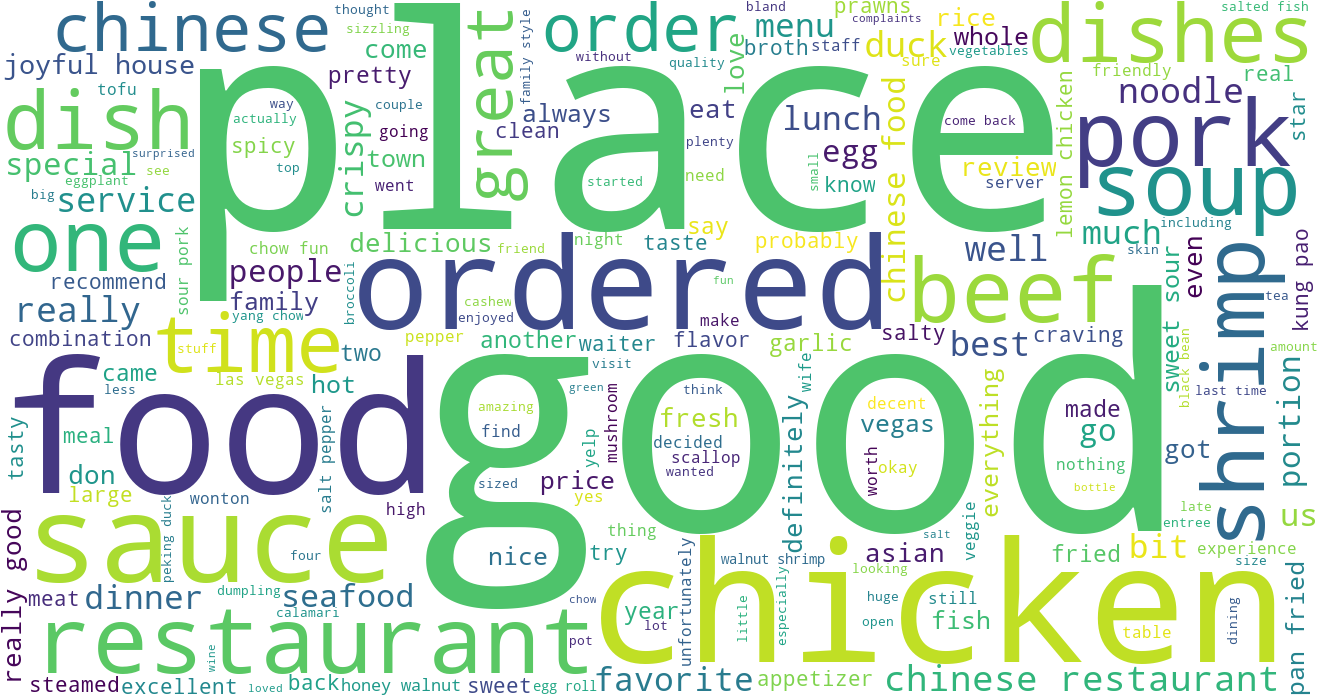 place
good
food
chicken
ordered
restaurant
sauce
shrimp
pork
dish
dishes
chinese
order
one
time
great
beef
soup
duck
menu
broth
staff
prawns
rice
whole
bland
complaints
vegetables
sure
salted fish
thought
sizzling
come
pretty
family style
without
quality
love
joyful house
tofu
way
actually
couple
going
always
clean
eat
lunch
egg
come back
noodle
friendly
real
star
special
surprised
see
eggplant
big
spicy
top
crispy
town
went
started
need
plenty
small
know
chinese food
review
server
lemon chicken
service
much
including
skin
sour pork
chow fun
delicious
friend
night
taste
say
probably
well
even
kung pao
recommend
people
family
broccoli
cashew
enjoyed
fun
make
tea
really
yang chow
combination
stuff
two
pepper
another
waiter
flavor
garlic
salty
best
craving
sweet sour
black bean
amount
came
less
las vegas
hot
visit
wife
green
think
last time
portion
tasty
meal
don
large
salt pepper
amazing
find
yelp
mushroom
fresh
decided
scallop
wanted
definitely
decent
vegas
okay
worth
everything
made
go
nothing
bottle
got
wonton
high
sized
price
yes
late
entree
us
really good
peking duck
four
nice
thing
try
unfortunately
salt
veggie
asian
looking
fried
bit
experience
size
walnut shrimp
meat
dinner
dumpling
seafood
calamari
chow
year
lot
pot
little
especially
huge
open
still
fish
table
dining
pan fried
steamed
excellent
wine
loved
back
honey walnut
sweet
egg roll
favorite
appetizer
chinese restaurant